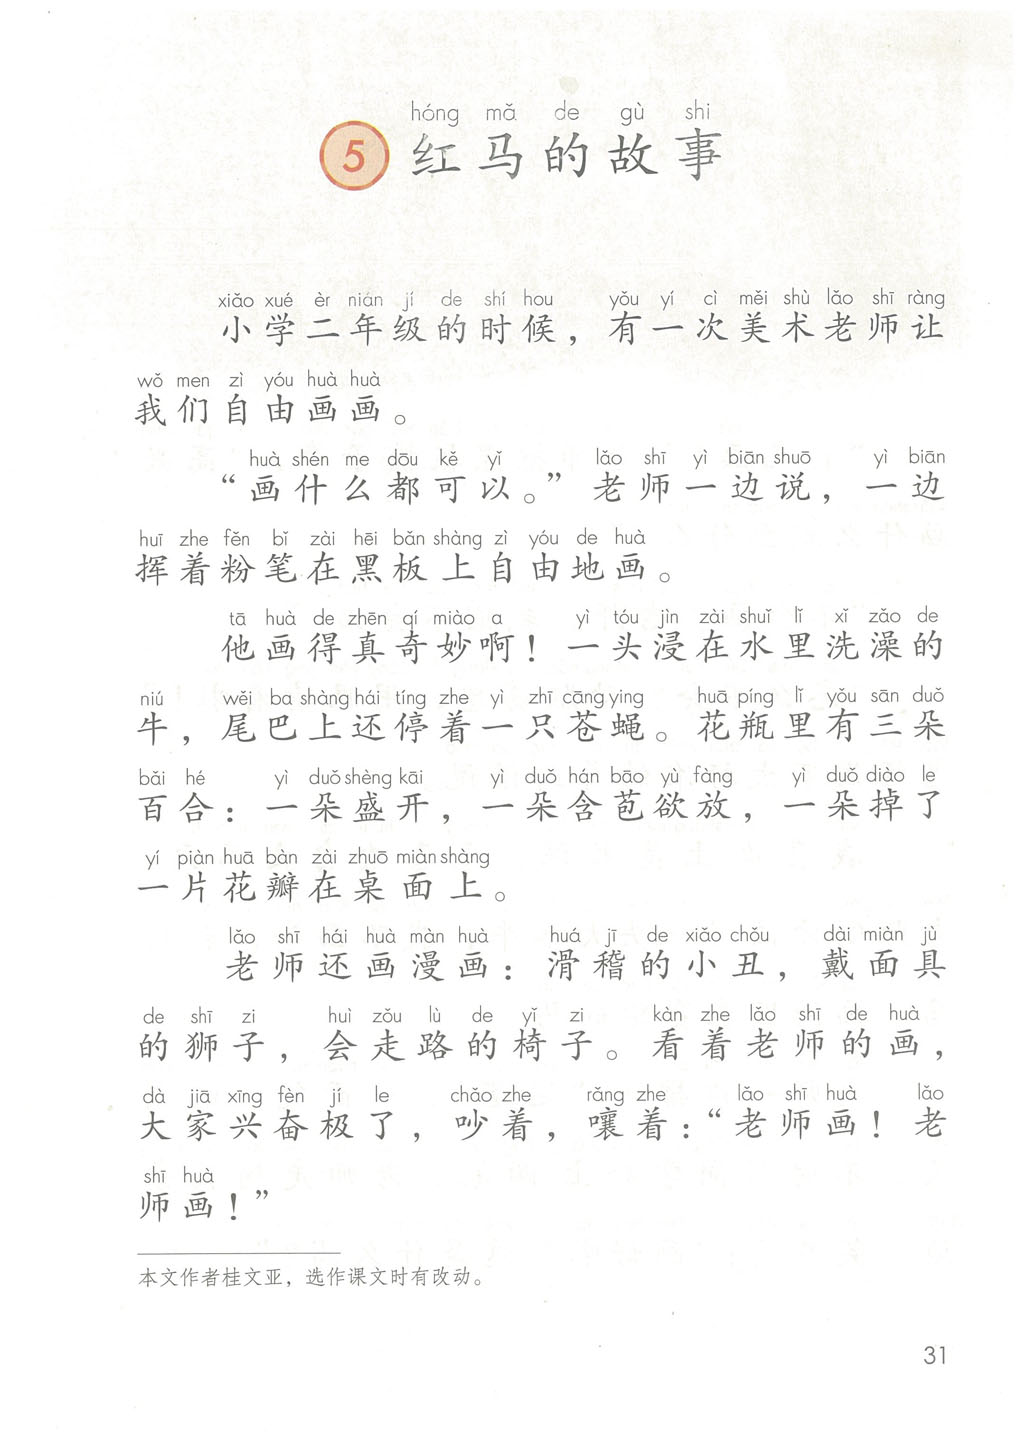 hóng mǎ de gù shi
5 红马的故事
xiǎo xué èr nián jí de shí hou yǒu yí cì měi shù lǎo shī ràng
小学二年级的时候，有一次美术老师让
wǒ men zì yóu huà huà
我们自由画画。
huà shén me dōu kě yǐ lǎo shī yì biān shuō yì biān
“画什么都可以。”老师一边说，一边
huī zhe fěn bǐ zài hēi bǎn shàng zì yóu de huà
挥着粉笔在黑板上自由地画。
tā huà de zhēn qí miào a yì tóu jìn zài shuǐ lǐ xǐ zǎo de
他画得真奇妙啊！一头浸在水里洗澡的
niú wěi ba shàng hái tíng zhe yì zhī cāng ying huā píng lǐ yǒu sān duǒ
牛，尾巴上还停着一只苍蝇。花瓶里有三朵
bǎi hé yì duǒ shèng kāi yì duǒ hán bāo yù fàng yì duǒ diào le
百合：一朵盛开，一朵含苞欲放，一朵掉了
yí piàn huā bàn zài zhuō miàn shàng
一片花瓣在桌面上。
lǎo shī hái huà màn huà huá jī de xiǎo chǒu dài miàn jù
老师还画漫画：滑稽的小丑，戴面具
de shī zi huì zǒu lù de yǐ zi kàn zhe lǎo shī de huà
的狮子，会走路的椅子。看着老师的画，
dà jiā xīng fèn jí le chǎo zhe rǎng zhe lǎo shī huà lǎo
大家兴奋极了，吵着，嚷着：“老师画！老
shī huà
师画！”
本文作者桂文亚，选作课文时有改动。
31